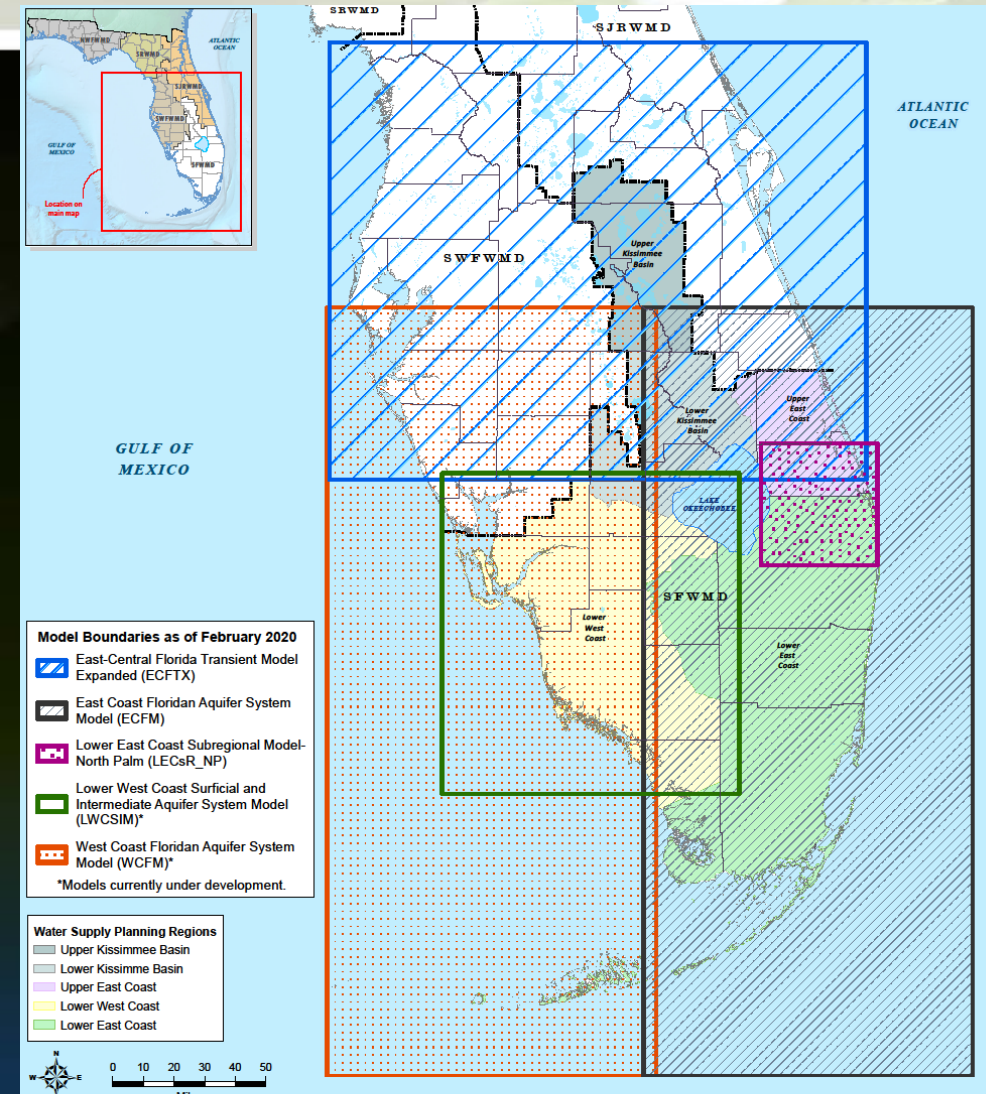 NWFWMD
SRWMD
SJRWMD
SWFWMD
SFWMD
ATLANTIC
OCEAN
GULF OF
MEXICO
Location on
main map
SRWMD
SJRWMD
ATLANTIC
OCEAN
Upper
Kissimmee
Basin
SWFWMD
Upper
East
Coast
Lower
Kissimmee
Basin
GULF OF
MEXICO
LAKE
OKEECHOBEE
SFWMD
Lower
West
Coast
Lower
East
Coast
Model Boundaries as of February 2020
East-Central Florida Transient Model
Expanded (ECFTX)
East Coast Floridan Aquifer System
Model (ECFM)
Lower East Coast Subregional Model-
North Palm (LECsR_NP)
Lower West Coast Surficial and
Intermediate Aquifer System Model
(LWCSIM)*
West Coast Floridan Aquifer System
Model (WCFM)*
*Models currently under development.
Water Supply Planning Regions
Upper Kissimmee Basin
Lower Kissimme Basin
Upper East Coast
Lower West Coast
Lower East Coast
N
W
E
S
0 10 20 30 40 50